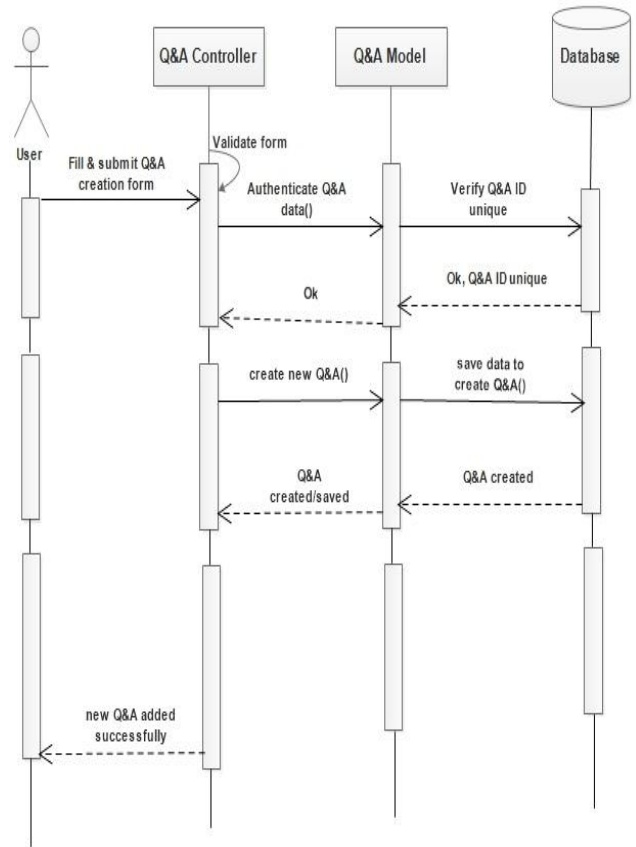 Q&A Controller
Q&A Model
Database
User
Validate form
Fill & submit Q&A
creation form
Authenticate Q&A
data()
Verify Q&A ID
unique
Ok, Q&A ID unique
Ok
create new Q&A()
save data to
create Q&A()
Q&A
created/saved
Q&A created
new Q&A added
successfully